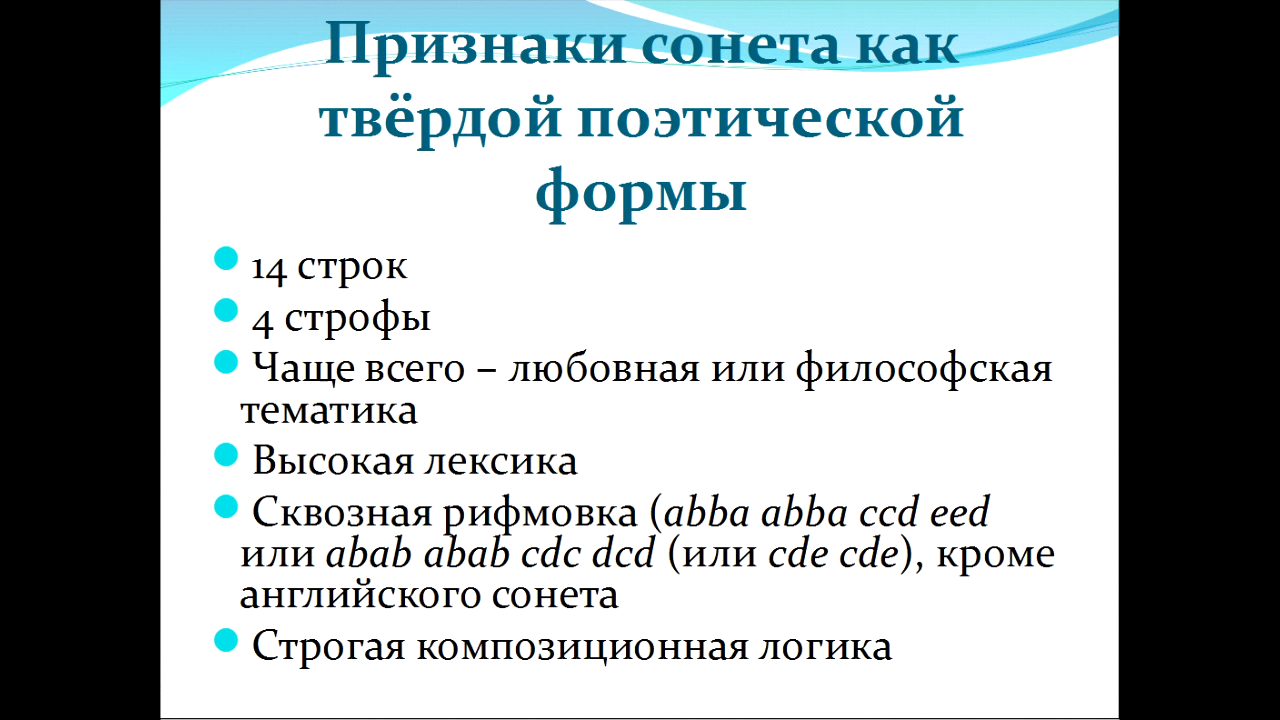 Признаки сонета как
твёрдой поэтической
формы
14 строк
4 строфы
Чаще всего – любовная или философская
тематика
Высокая лексика
Сквозная рифмовка (abba abba ccd eed
или abab abab cdc dcd (или cde cde), кроме
английского сонета
Строгая композиционная логика